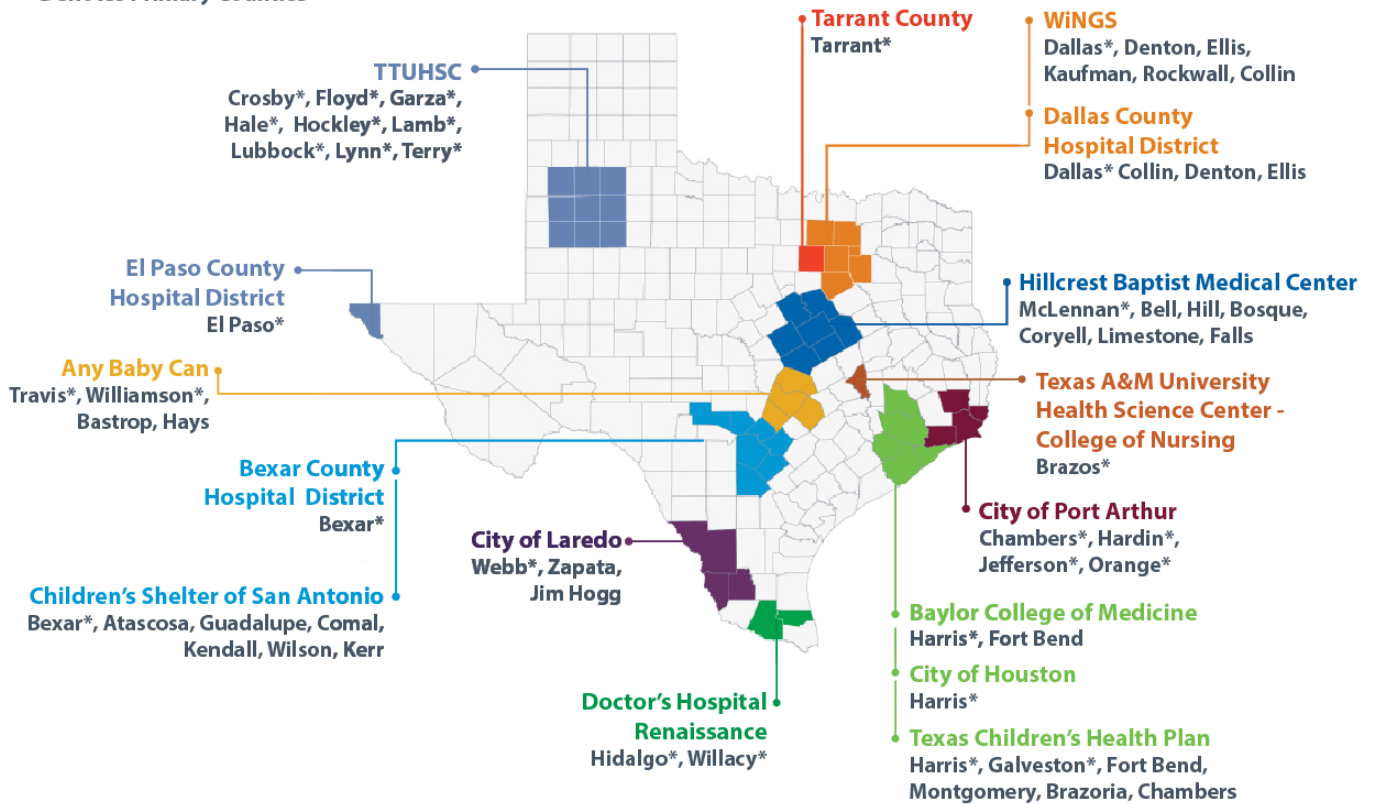 Denotes Primary Counties
Tarrant County
Tarrant*
WiNGS
Dallas*, Denton, Ellis,
Kaufman, Rockwall, Collin
TTUHSC
Crosby*, Floyd*, Garza*,
Hale*, Hockley*, Lamb*,
Lubbock*, Lynn*, Terry*
Dallas County
Hospital District
Dallas* Collin, Denton, Ellis
El Paso County
Hospital District
El Paso*
Hillcrest Baptist Medical Center
McLennan*, Bell, Hill, Bosque,
Coryell, Limestone, Falls
Any Baby Can
Travis*, Williamson*,
Bastrop, Hays
Texas A&M University
Health Science Center -
College of Nursing
Brazos*
Bexar County
Hospital District
Bexar*
City of Port Arthur
Chambers*, Hardin*,
Jefferson*, Orange*
City of Laredo
Webb*, Zapata,
Jim Hogg
Children's Shelter of San Antonio
Bexar*, Atascosa, Guadalupe, Comal,
Kendall, Wilson, Kerr
Baylor College of Medicine
Harris*, Fort Bend
City of Houston
Harris*
Doctor's Hospital
Renaissance
Hidalgo*, Willacy*
Texas Children's Health Plan
Harris*, Galveston*, Fort Bend,
Montgomery, Brazoria, Chambers